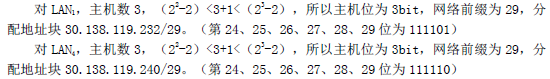 对 LAN₁，主机数 3，（2²-2）<3+1<（2³-2），所以主机位为 3bit，网络前缀为 29，分
配地址块 30.138.119.232/29。（第 24、25、26、27、28、29 位为 111101）
对 LAN₄，主机数 3，（2²-2）<3+1<（2³-2），所以主机位为 3bit，网络前缀为 29，分
配地址块 30.138.119.240/29。（第 24、25、26、27、28、29 位为 111110）